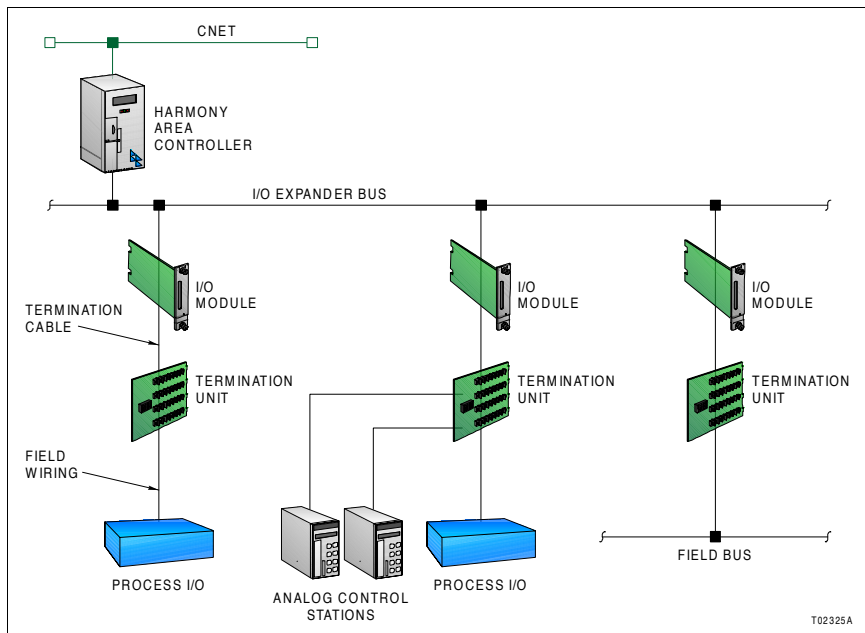 CNET
HARMONY
AREA
CONTROLLER
I/O EXPANDER BUS
I/O
MODULE
I/O
MODULE
I/O
MODULE
TERMINATION
CABLE
TERMINATION
UNIT
TERMINATION
UNIT
TERMINATION
UNIT
FIELD
WIRING
PROCESS I/O
ANALOG CONTROL
STATIONS
PROCESS I/O
FIELD BUS
T02325A